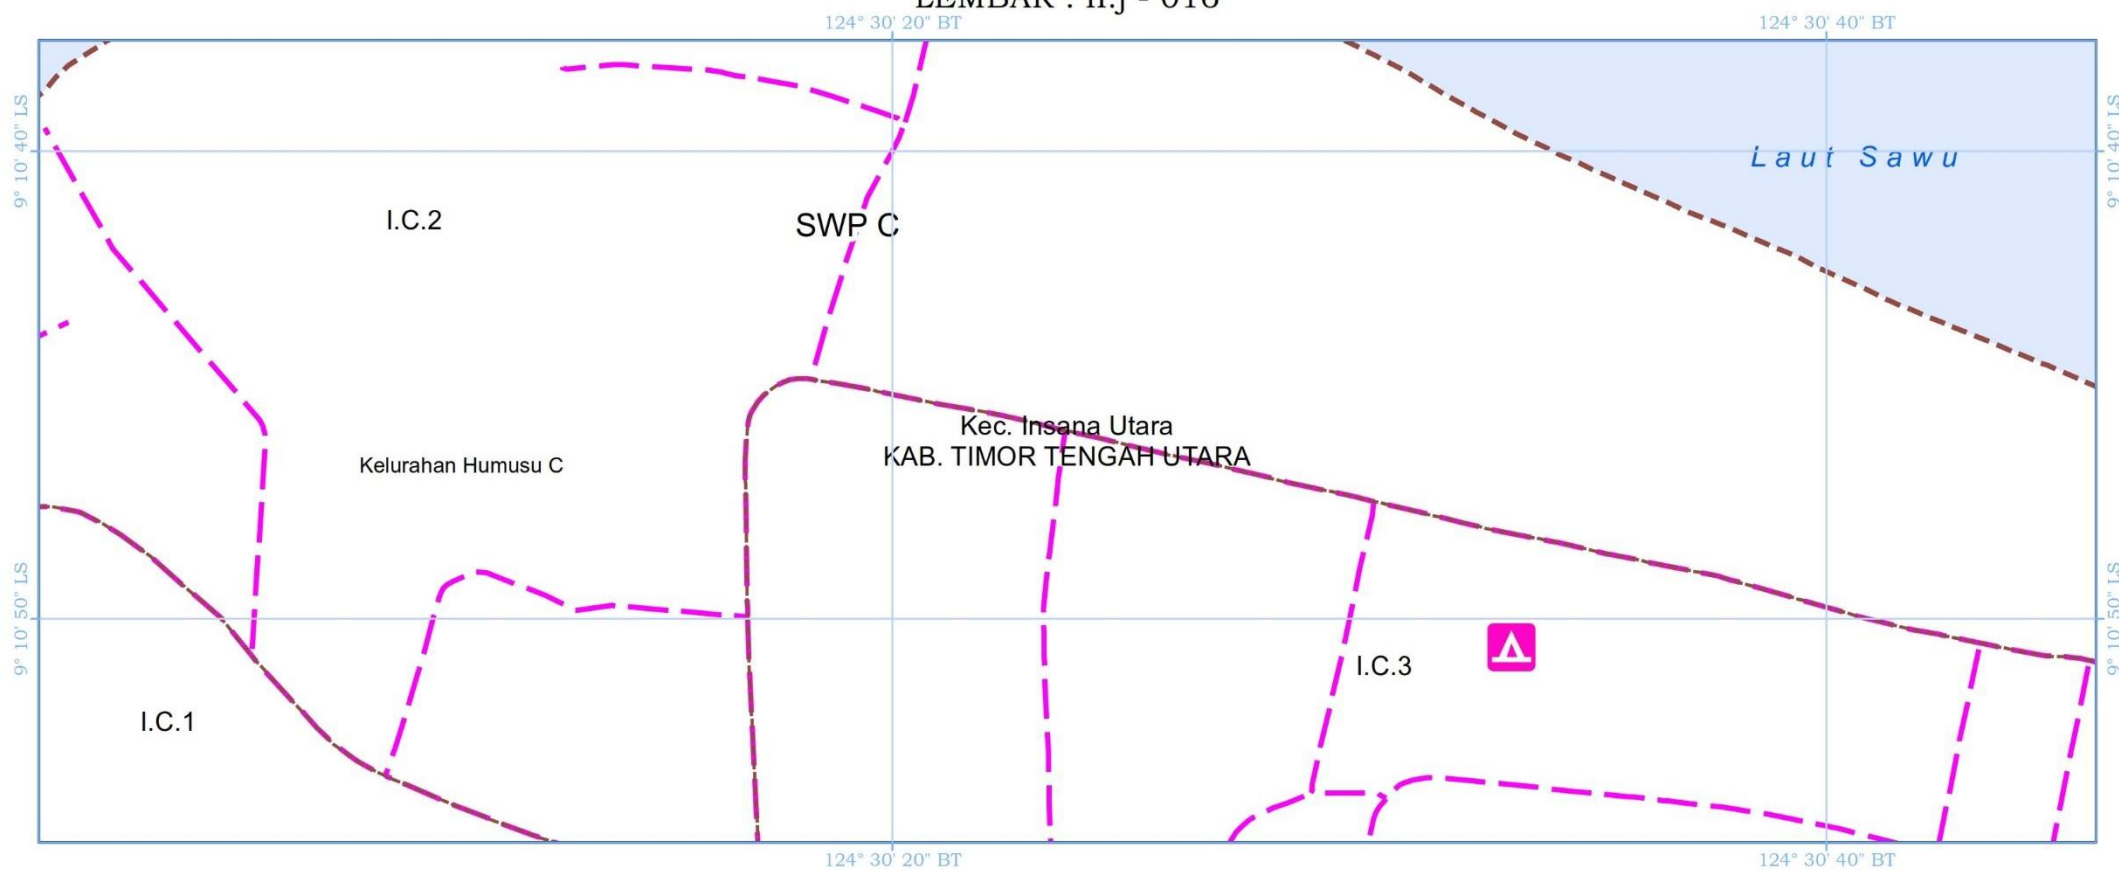 124° 30' 20" BT
124° 30' 40" BT
9° 10' 40" LS
9° 10' 40" LS
Laut Sawu
I.C.2
SWP C
Kec. Insana Utara
KAB. TIMOR TENGAH UTARA
Kelurahan Humusu C
9° 10' 50" LS
9° 10' 50" LS
I.C.3
I.C.1
124° 30' 20" BT
124° 30' 40" BT